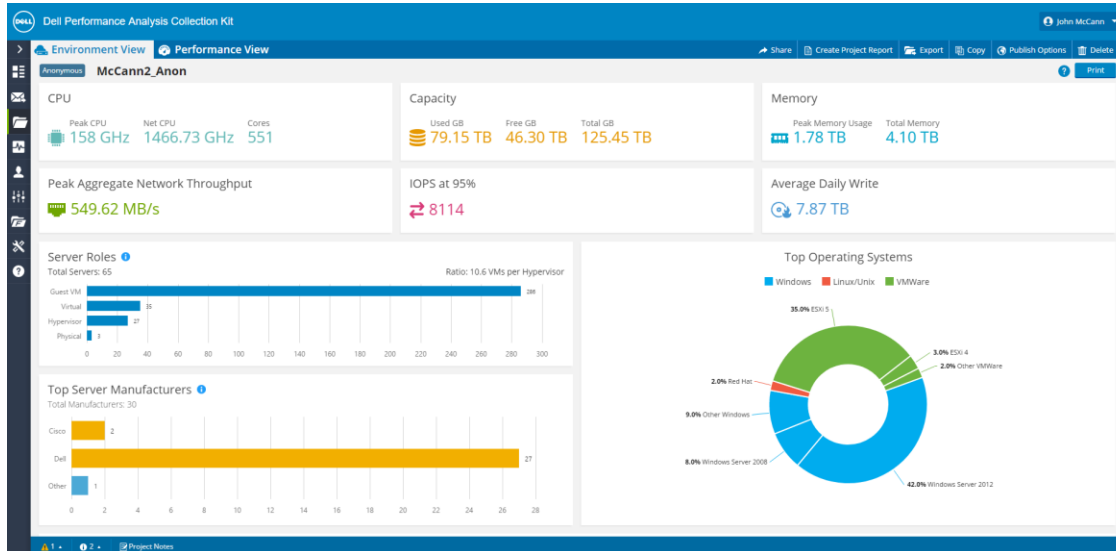 DELL Dell Performance Analysis Collection Kit John McCann
Environment View Performance View Share Create Project Report Export Copy Publish Options Delete
Anonymous McCann2_Anon ? Print
CPU
Peak CPU Net CPU Cores
158 GHz 1466.73 GHz 551
Capacity
Used GB Free GB Total GB
79.15 TB 46.30 TB 125.45 TB
Memory
Peak Memory Usage Total Memory
1.78 TB 4.10 TB
Peak Aggregate Network Throughput
549.62 MB/s
IOPS at 95%
8114
Average Daily Write
7.87 TB
Server Roles
Total Servers: 65 Ratio: 10.6 VMs per Hypervisor
Guest VM
Virtual 35
Hypervisor 27
Physical 3
0 20 40 60 80 100 120 140 160 180 200 220 240 260 280 300
Top Server Manufacturers
Total Manufacturers: 30
Cisco 2
Dell 27
Other 1
0 2 4 6 8 10 12 14 16 18 20 22 24 26 28
Top Operating Systems
Windows Linux/Unix VMWare
35.0% ESXi 5
3.0% ESXi 4
2.0% Other VMWare
2.0% Red Hat
9.0% Other Windows
8.0% Windows Server 2008
42.0% Windows Server 2012
1 2 Project Notes